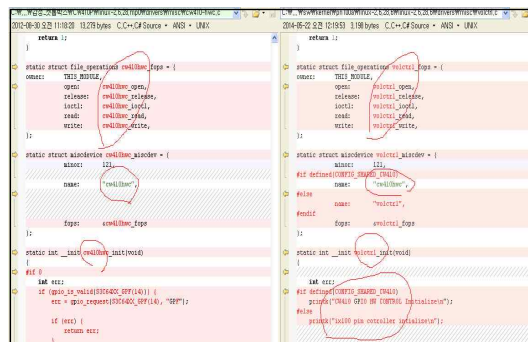 2012-08-30 오전 11:18:20 13,279 bytes C,C++,C# Source ANSI UNIX
return 1;
}
static struct file_operations cw410hwc_fops = {
owner: THIS_MODULE,
open: cw410hwc_open,
release: cw410hwc_release,
ioctl: cw410hwc_ioctl,
read: cw410hwc_read,
write: cw410hwc_write,
};
static struct miscdevice cw410hwc_miscdev = {
minor: 121,
name: "cw410hwc",
fops: &cw410hwc_fops
};
static int __init cw410hwc_init(void)
{
#if 0
int err;
if (gpio_is_valid(S3C64XX_GPF(14))) {
err = gpio_request(S3C64XX_GPF(14), "GPF");
if (err) {
return err;
}
2014-05-22 오전 12:19:53 3,198 bytes C,C++,C# Source ANSI UNIX
return 1;
}
static struct file_operations volctrl_fops = {
owner: THIS_MODULE,
open: volctrl_open,
release: volctrl_release,
ioctl: volctrl_ioctl,
read: volctrl_read,
write: volctrl_write,
};
static struct miscdevice volctrl_miscdev = {
minor: 121,
#if defined(CONFIG_SHARED_CW410)
name: "cw410hwc",
#else
name: "volctrl",
#endif
fops: &volctrl_fops
};
static int __init volctrl_init(void)
{
int err;
#if defined(CONFIG_SHARED_CW410)
printk("CW410 GPIO HW CONTROL Initialize\n");
#else
printk("ix100 pin cotroller intialize\n");